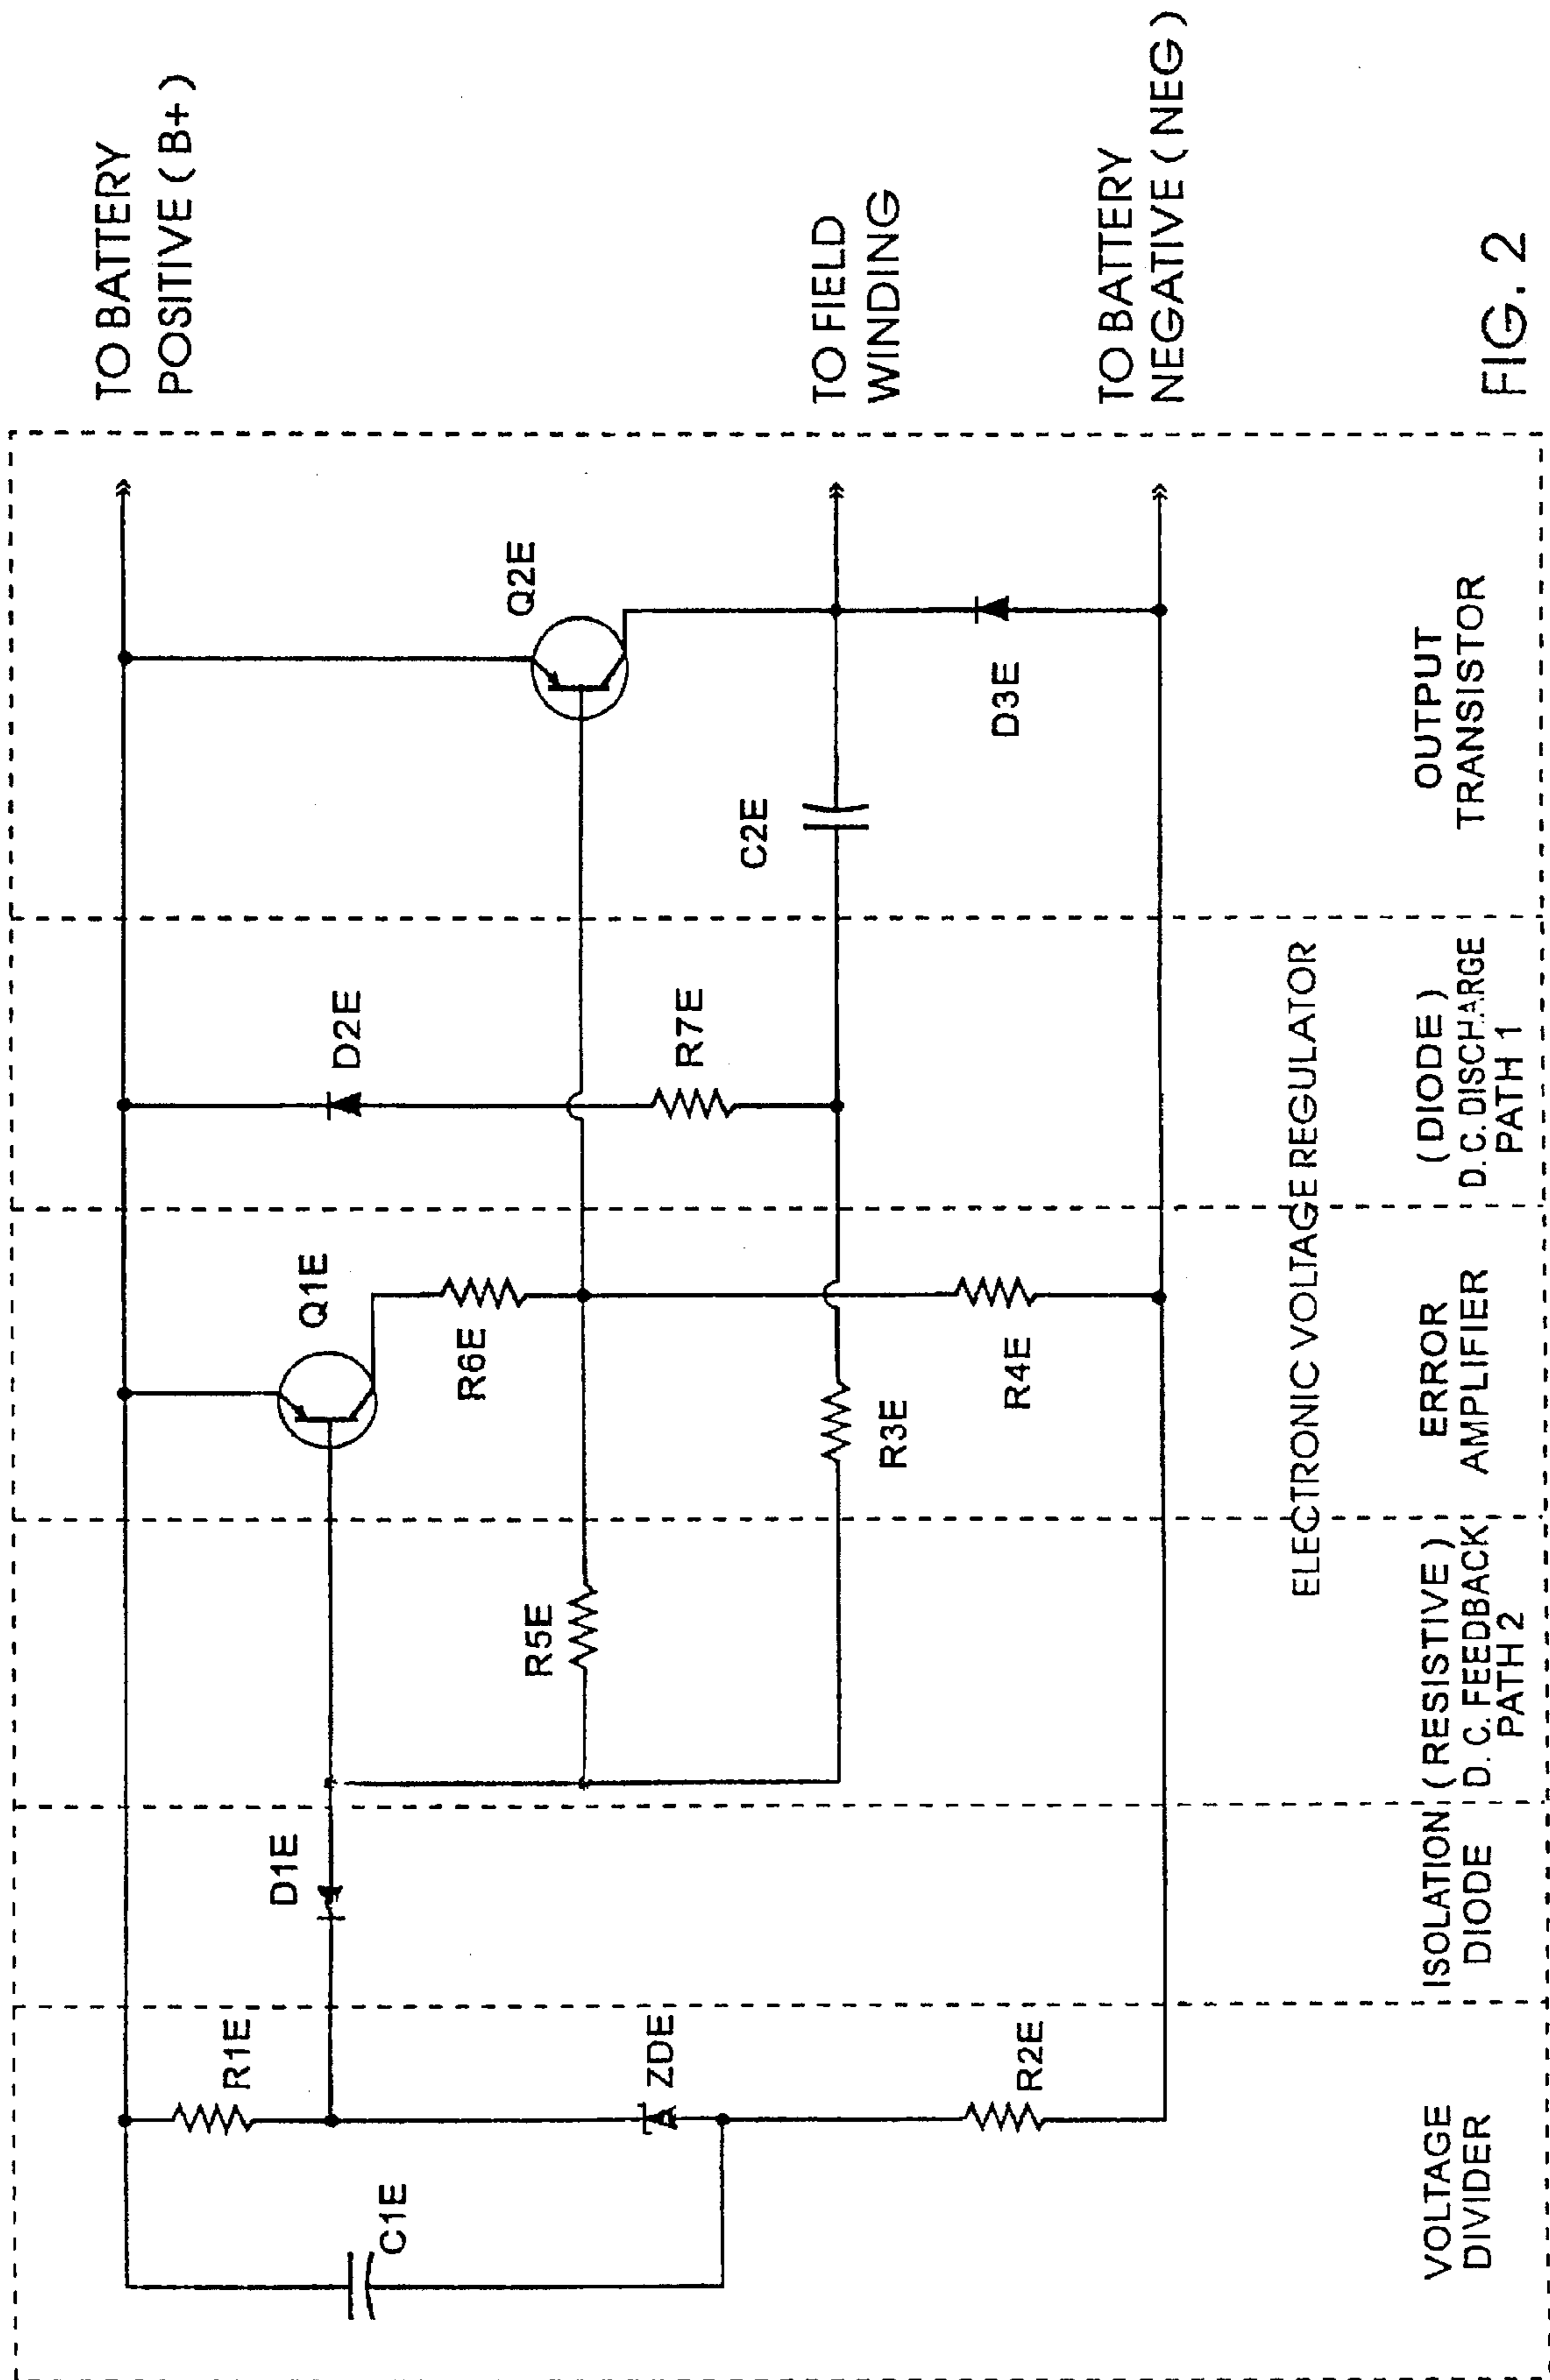 TO BATTERY
POSITIVE ( B+ )
TO FIELD
WINDING
TO BATTERY
NEGATIVE ( NEG )
FIG. 2
C1E
R1E
ZDE
R2E
D1E
R5E
Q1E
R6E
R3E
R4E
D2E
R7E
C2E
Q2E
D3E
ELECTRONIC VOLTAGE REGULATOR
VOLTAGE
DIVIDER
ISOLATION
DIODE
( RESISTIVE )
D. C. FEEDBACK
PATH 2
ERROR
AMPLIFIER
( DIODE )
D. C. DISCHARGE
PATH 1
OUTPUT
TRANSISTOR